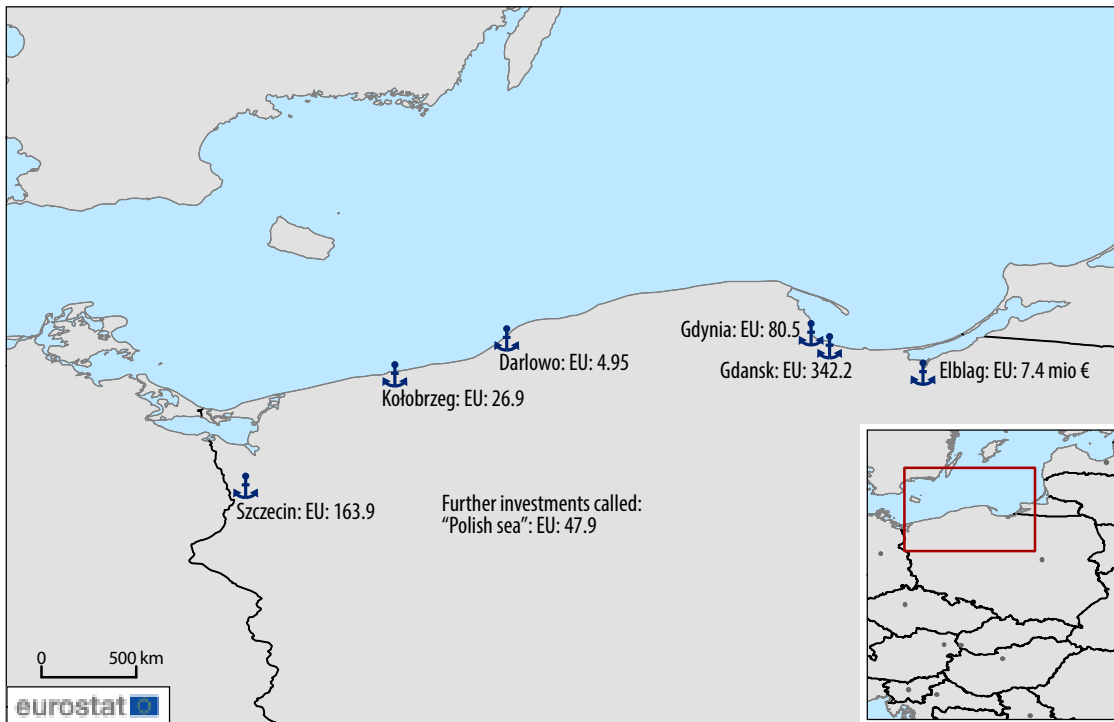 Gdynia: EU: 80.5
Darlowo: EU: 4.95
Gdansk: EU: 342.2
Elblag: EU: 7.4 mio €
Kołobrzeg: EU: 26.9
Szczecin: EU: 163.9
Further investments called:
“Polish sea”: EU: 47.9
0 500 km
eurostat